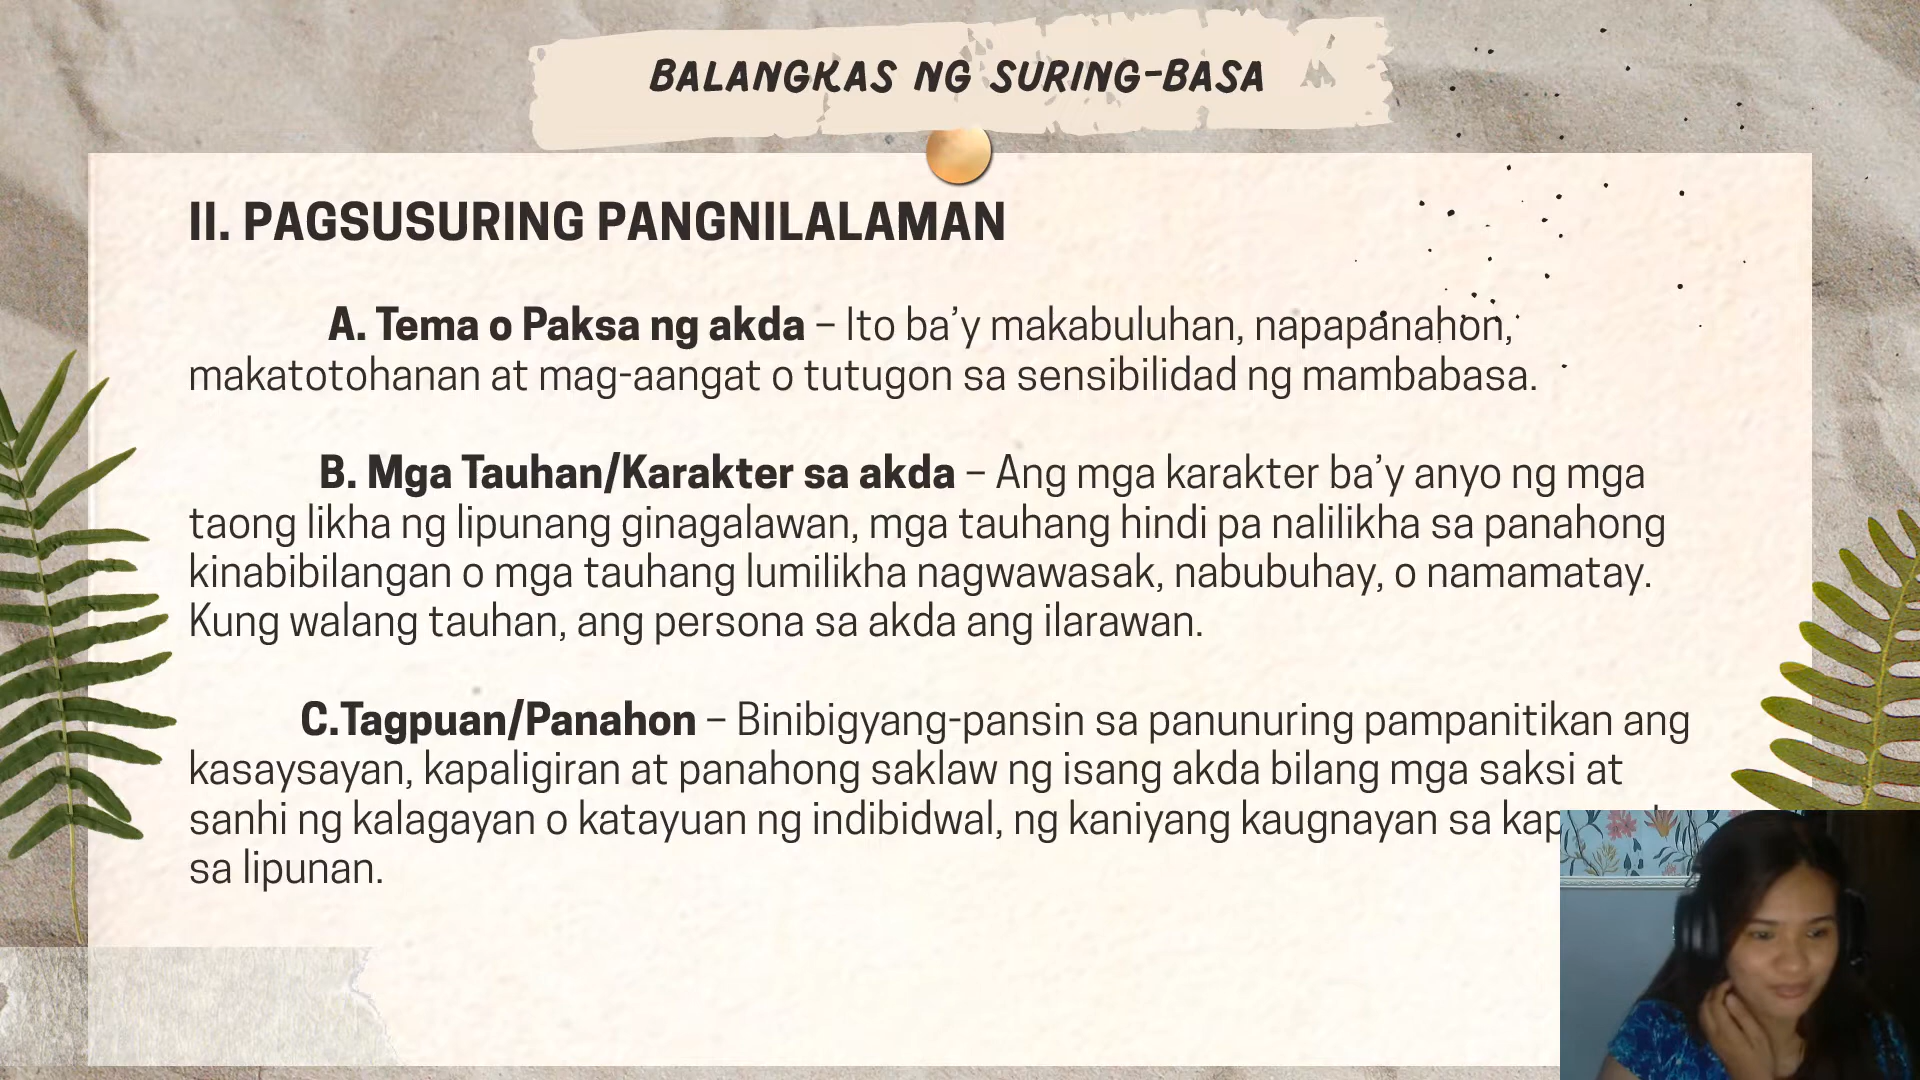 BALANGKAS NG SURING-BASA
II. PAGSUSURING PANGNILALAMAN
A. Tema o Paksa ng akda – Ito ba’y makabuluhan, napapanahon,
makatotohanan at mag-aangat o tutugon sa sensibilidad ng mambabasa.
B. Mga Tauhan/Karakter sa akda – Ang mga karakter ba’y anyo ng mga
taong likha ng lipunang ginagalawan, mga tauhang hindi pa nalilikha sa panahong
kinabibilangan o mga tauhang lumilikha nagwawasak, nabubuhay, o namamatay.
Kung walang tauhan, ang persona sa akda ang ilarawan.
C.Tagpuan/Panahon – Binibigyang-pansin sa panunuring pampanitikan ang
kasaysayan, kapaligiran at panahong saklaw ng isang akda bilang mga saksi at
sanhi ng kalagayan o katayuan ng indibidwal, ng kaniyang kaugnayan sa
sa lipunan.